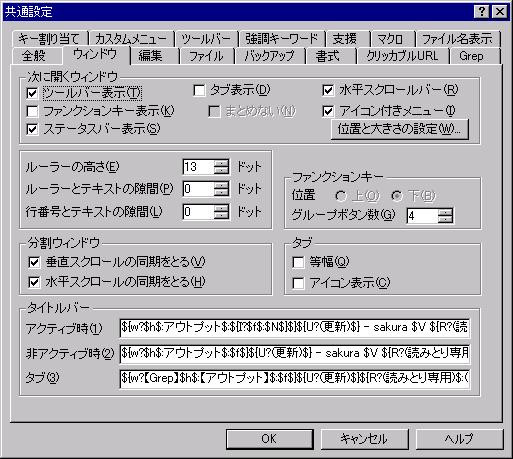 共通設定
キー割り当て カスタムメニュー ツールバー 強調キーワード 支援 マクロ ファイル名表示
全般 ウィンドウ 編集 ファイル バックアップ 書式 クリッカブルURL Grep
次に開くウィンドウ
ツールバー表示(T) タブ表示(D) 水平スクロールバー(R)
ファンクションキー表示(K) まとめない(N) アイコン付きメニュー(I)
ステータスバー表示(S) 位置と大きさの設定(W)...
ルーラーの高さ(E) 13 ドット
ルーラーとテキストの隙間(P) 0 ドット
行番号とテキストの隙間(L) 0 ドット
ファンクションキー
位置 上(O) 下(B)
グループボタン数(G) 4
分割ウィンドウ
垂直スクロールの同期をとる(V)
水平スクロールの同期をとる(H)
タブ
等幅(Q)
アイコン表示(C)
タイトルバー
アクティブ時(1) ${w?$h$:アウトプット$:${I?$f$:$N$}$}${U?(更新)$} - sakura $V ${R?(読
非アクティブ時(2) ${w?$h$:アウトプット$:$f$}${U?(更新)$} - sakura $V ${R?(読みとり専用
タブ(3) ${w?【Grep】$h$:【アウトプット】$:$f$}${U?(更新)$}${R?(読みとり専用)$:(
OK キャンセル ヘルプ